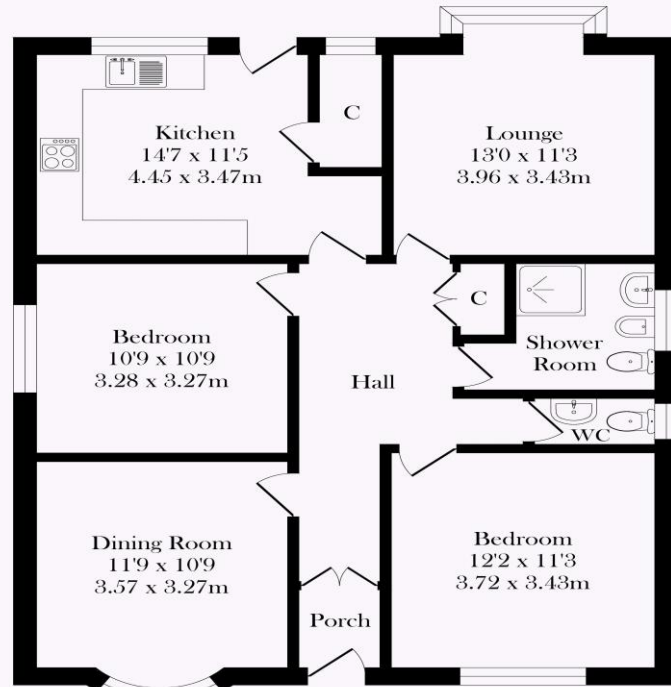 Kitchen
14'7 x 11'5
4.45 x 3.47m
C
Lounge
13'0 x 11'3
3.96 x 3.43m
Bedroom
10'9 x 10'9
3.28 x 3.27m
Hall
C
Shower
Room
WC
Dining Room
11'9 x 10'9
3.57 x 3.27m
Porch
Bedroom
12'2 x 11'3
3.72 x 3.43m